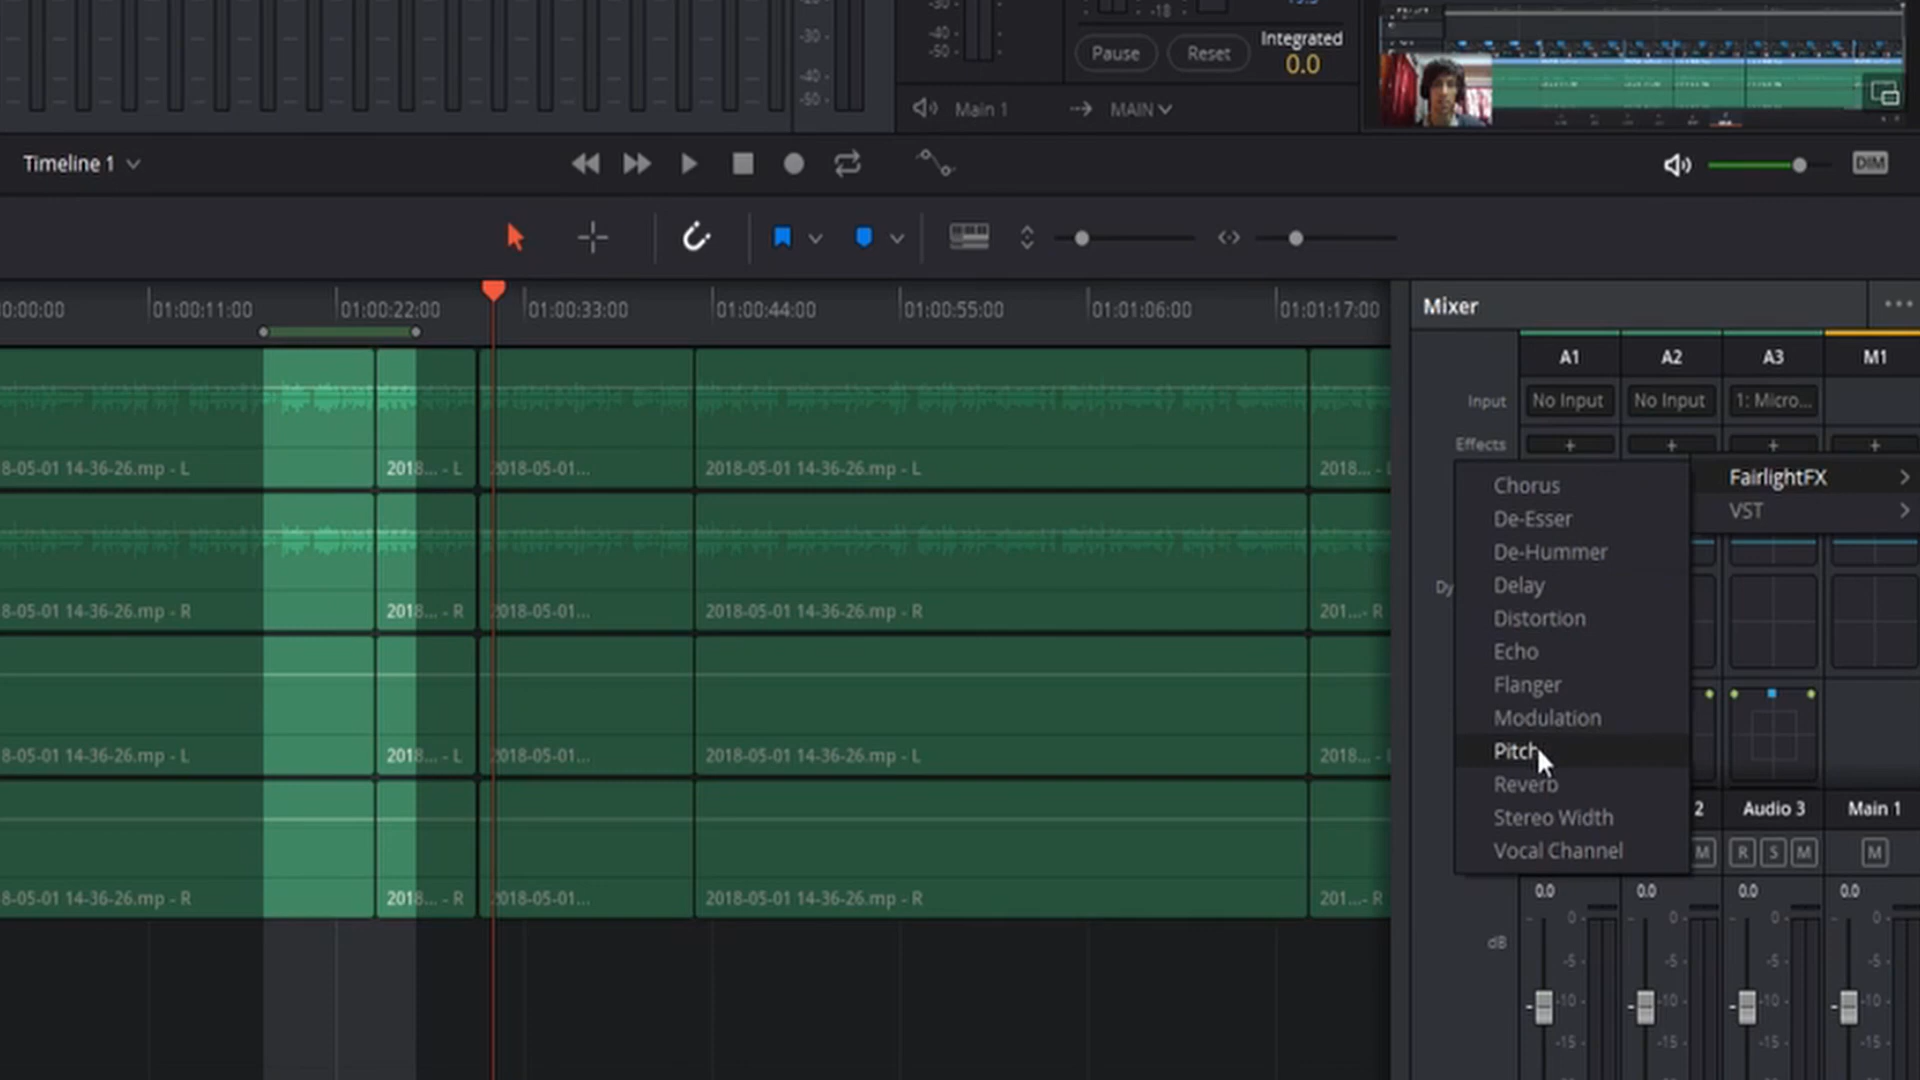 -30
-40
-50
-30
-40
-50
-18
Pause
Reset
Integrated
0.0
Main 1
MAIN
Timeline 1
DIM
0:00:00
01:00:11:00
01:00:22:00
01:00:33:00
01:00:44:00
01:00:55:00
01:01:06:00
01:01:17:00
8-05-01 14-36-26.mp - L
2018... - L
2018-05-01...
2018-05-01 14-36-26.mp - L
2018... - L
8-05-01 14-36-26.mp - R
2018... - R
2018-05-01...
2018-05-01 14-36-26.mp - R
201...- R
8-05-01 14-36-26.mp - L
2018... - L
2018-05-01...
2018-05-01 14-36-26.mp - L
2018... - L
8-05-01 14-36-26.mp - R
2018... - R
2018-05-01...
2018-05-01 14-36-26.mp - R
201...- R
Mixer
A1
A2
A3
M1
Input
No Input
No Input
1: Micro...
Effects
+
+
+
+
FairlightFX
VST
Chorus
De-Esser
De-Hummer
Delay
Distortion
Echo
Flanger
Modulation
Pitch
Reverb
Stereo Width
Vocal Channel
Dy
2
Audio 3
Main 1
M
R
S
M
M
0.0
0.0
0.0
0.0
dB
0-
-5
-10
-15
0-
-5
-10
-15
0-
-5
-10
-15
0-
-5
-10
-15